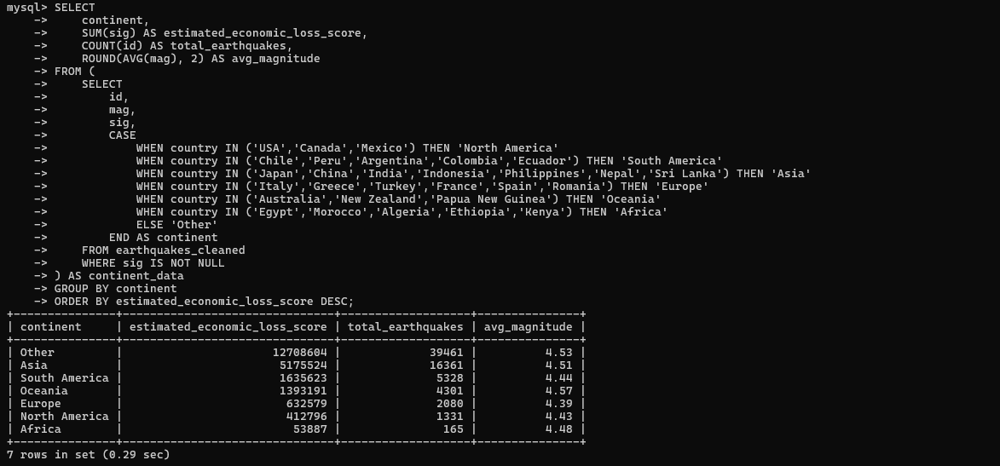 mysql> SELECT
    ->     continent,
    ->     SUM(sig) AS estimated_economic_loss_score,
    ->     COUNT(id) AS total_earthquakes,
    ->     ROUND(AVG(mag), 2) AS avg_magnitude
    -> FROM (
    ->     SELECT
    ->         id,
    ->         mag,
    ->         sig,
    ->         CASE
    ->             WHEN country IN ('USA','Canada','Mexico') THEN 'North America'
    ->             WHEN country IN ('Chile','Peru','Argentina','Colombia','Ecuador') THEN 'South America'
    ->             WHEN country IN ('Japan','China','India','Indonesia','Philippines','Nepal','Sri Lanka') THEN 'Asia'
    ->             WHEN country IN ('Italy','Greece','Turkey','France','Spain','Romania') THEN 'Europe'
    ->             WHEN country IN ('Australia','New Zealand','Papua New Guinea') THEN 'Oceania'
    ->             WHEN country IN ('Egypt','Morocco','Algeria','Ethiopia','Kenya') THEN 'Africa'
    ->             ELSE 'Other'
    ->         END AS continent
    ->     FROM earthquakes_cleaned
    ->     WHERE sig IS NOT NULL
    -> ) AS continent_data
    -> GROUP BY continent
    -> ORDER BY estimated_economic_loss_score DESC;
+---------------+-------------------------------+-------------------+---------------+
| continent     | estimated_economic_loss_score | total_earthquakes | avg_magnitude |
+---------------+-------------------------------+-------------------+---------------+
| Other         |                      12708604 |             39461 |          4.53 |
| Asia          |                       5175524 |             16361 |          4.51 |
| South America |                       1635623 |              5328 |          4.44 |
| Oceania       |                       1393191 |              4301 |          4.57 |
| Europe        |                        632579 |              2080 |          4.39 |
| North America |                        412796 |              1331 |          4.43 |
| Africa        |                         53887 |               165 |          4.48 |
+---------------+-------------------------------+-------------------+---------------+
7 rows in set (0.29 sec)